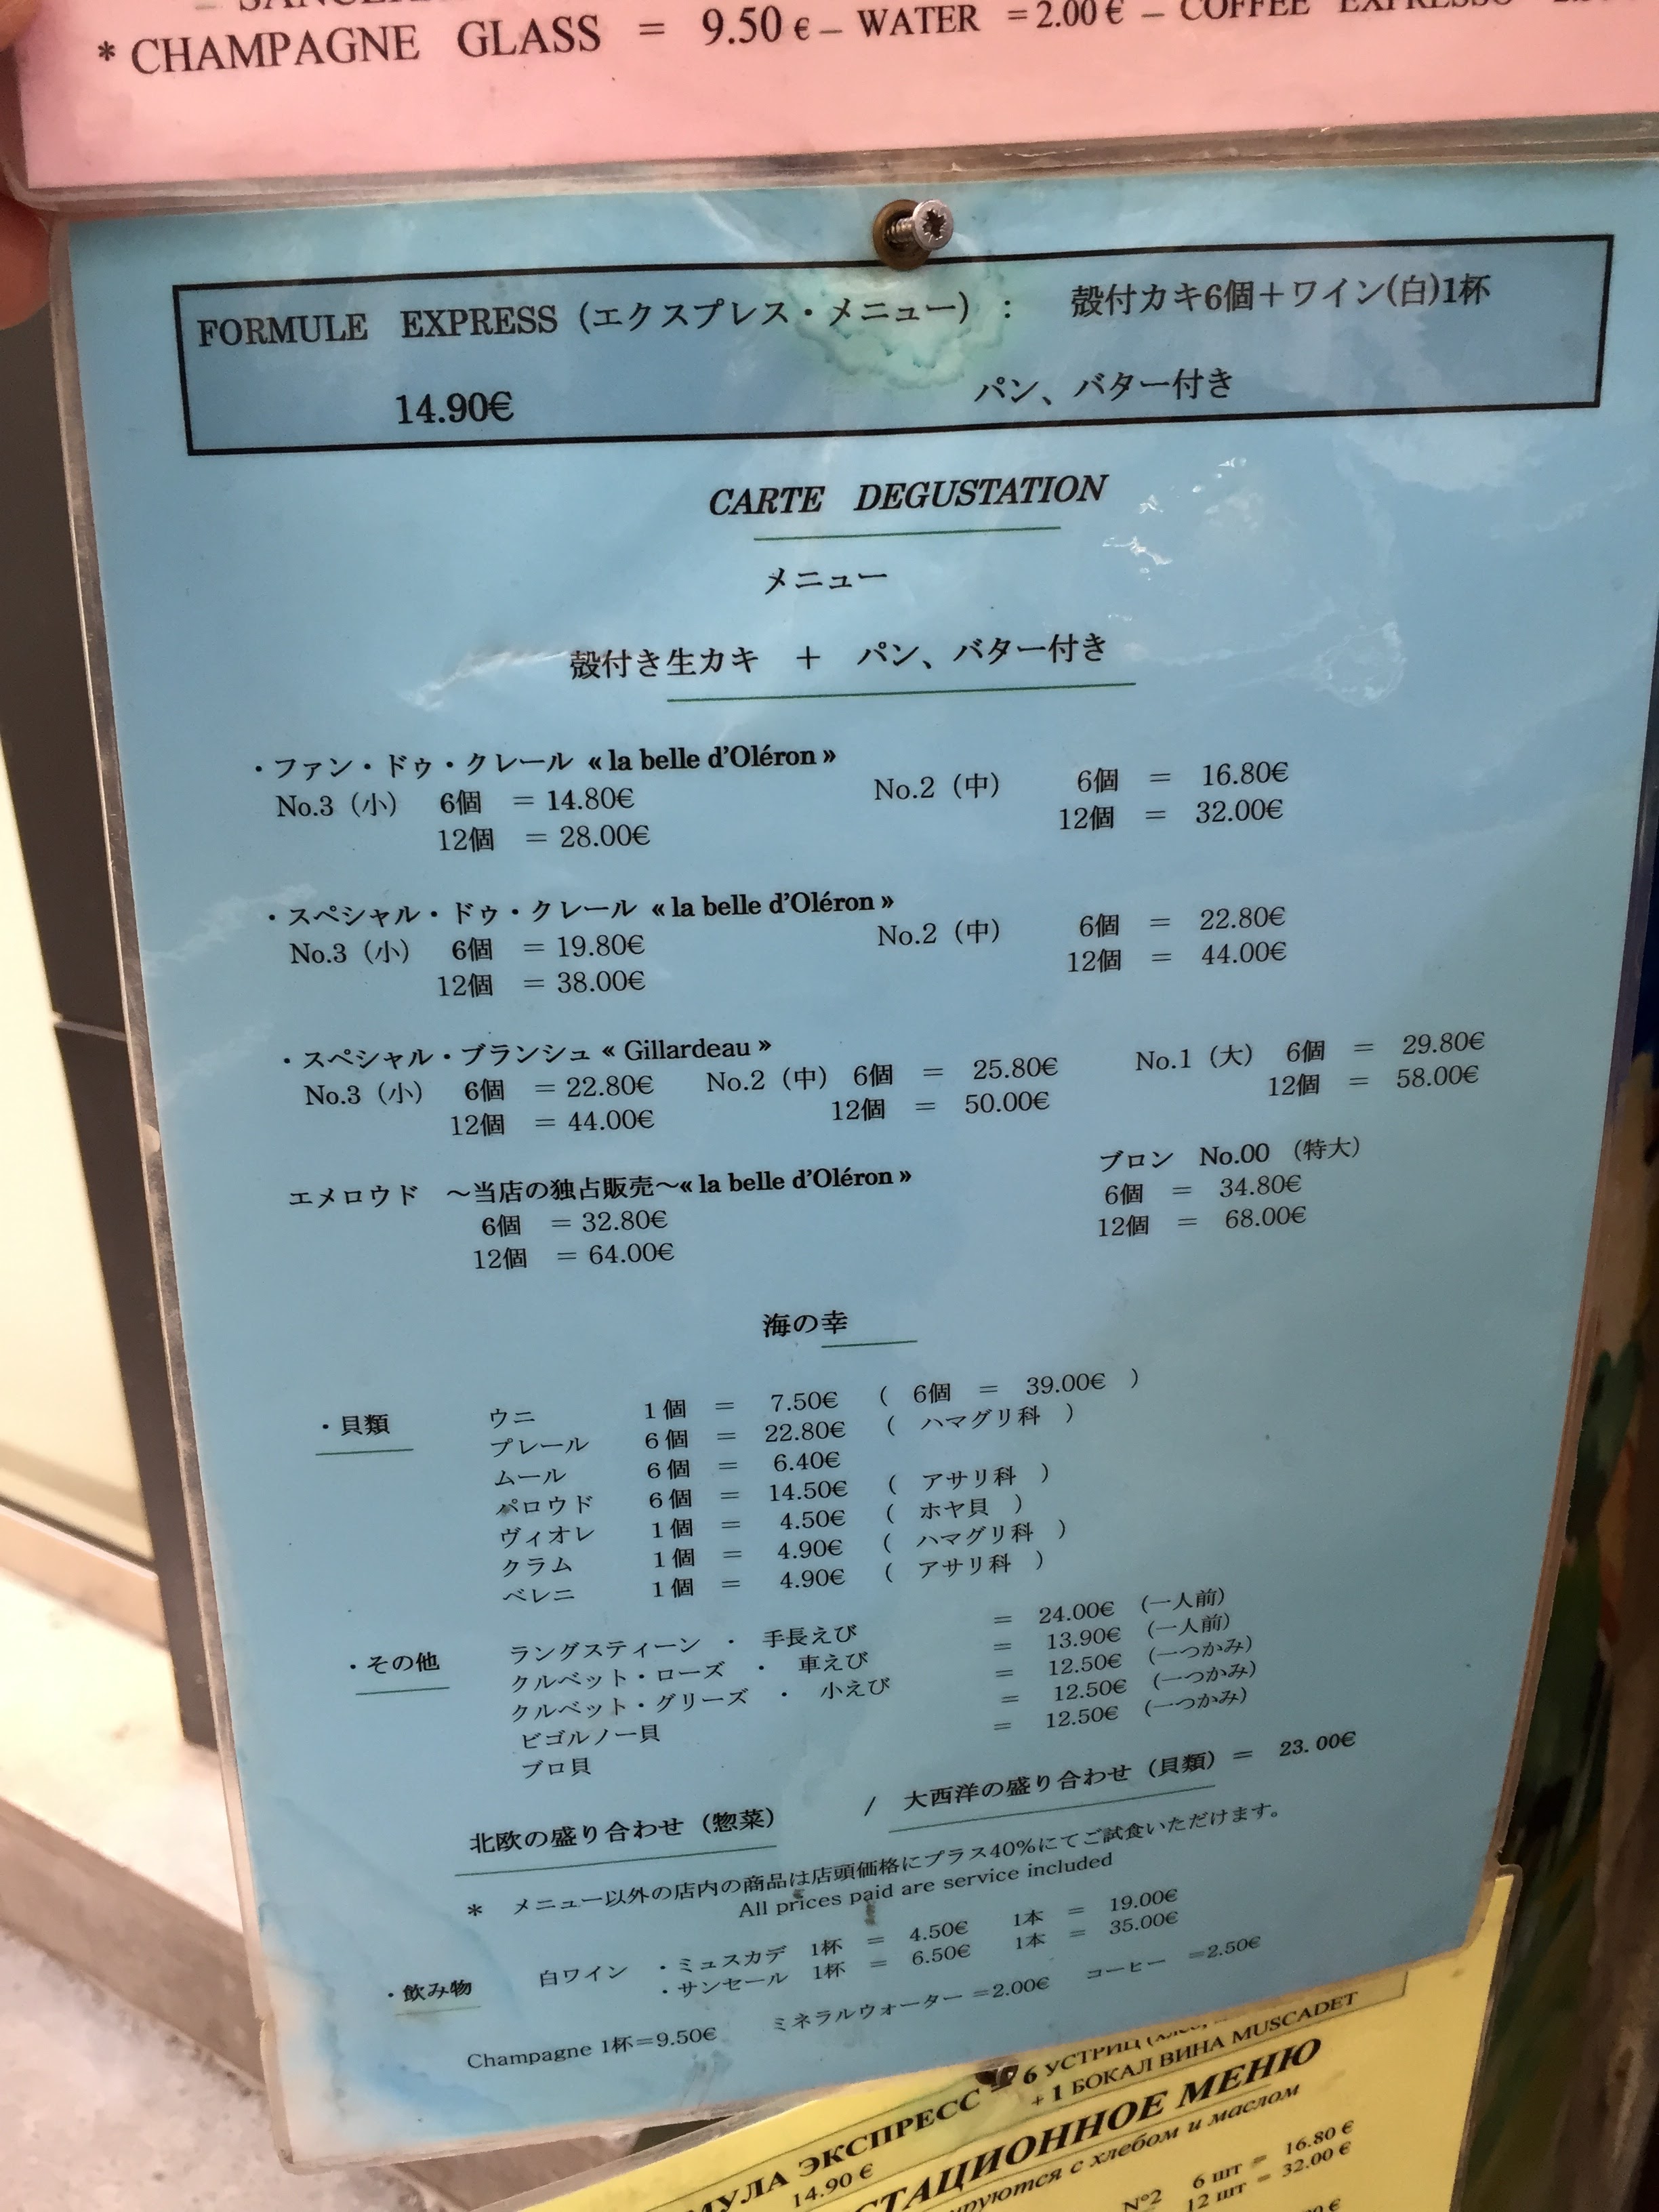 * CHAMPAGNE GLASS = 9.50 € – WATER = 2.00 € – COFFEE EXPRESSO
FORMULE EXPRESS (エクスプレス・メニュー) : 殻付カキ6個＋ワイン(白)1杯
14.90€ パン、バター付き
CARTE DEGUSTATION
メニュー
殻付き生カキ ＋ パン、バター付き
・ファン・ドゥ・クレール « la belle d'Oléron »
No.3（小） 6個 ＝ 14.80€ No.2（中） 6個 ＝ 16.80€
12個 ＝ 28.00€ 12個 ＝ 32.00€
・スペシャル・ドゥ・クレール « la belle d'Oléron »
No.3（小） 6個 ＝ 19.80€ No.2（中） 6個 ＝ 22.80€
12個 ＝ 38.00€ 12個 ＝ 44.00€
・スペシャル・ブランシュ « Gillardeau »
No.3（小） 6個 ＝ 22.80€ No.2（中） 6個 ＝ 25.80€ No.1（大） 6個 ＝ 29.80€
12個 ＝ 44.00€ 12個 ＝ 50.00€ 12個 ＝ 58.00€
エメロウド ～当店の独占販売～« la belle d'Oléron » ブロン No.00 （特大）
6個 ＝ 32.80€ 6個 ＝ 34.80€
12個 ＝ 64.00€ 12個 ＝ 68.00€
海の幸
・貝類 ウニ 1個 ＝ 7.50€ （ 6個 ＝ 39.00€ ）
プレール 6個 ＝ 22.80€ （ ハマグリ科 ）
ムール 6個 ＝ 6.40€
パロウド 6個 ＝ 14.50€ （ アサリ科 ）
ヴィオレ 1個 ＝ 4.50€ （ ホヤ貝 ）
クラム 1個 ＝ 4.90€ （ ハマグリ科 ）
ベレニ 1個 ＝ 4.90€ （ アサリ科 ）
・その他 ラングスティーン ・ 手長えび ＝ 24.00€ （一人前）
クルベット・ローズ ・ 車えび ＝ 13.90€ （一人前）
クルベット・グリーズ ・ 小えび ＝ 12.50€ （一つかみ）
ビゴルノー貝 ＝ 12.50€ （一つかみ）
ブロ貝 ＝ 12.50€ （一つかみ）
北欧の盛り合わせ（惣菜） / 大西洋の盛り合わせ（貝類）＝ 23.00€
＊ メニュー以外の店内の商品は店頭価格にプラス40%にてご試食いただけます。
All prices paid are service included
・飲み物 白ワイン ・ミュスカデ 1杯 ＝ 4.50€ 1本 ＝ 19.00€
・サンセール 1杯 ＝ 6.50€ 1本 ＝ 35.00€
Champagne 1杯＝9.50€ ミネラルウォーター ＝2.00€ コーヒー ＝2.50€
ЭКСПРЕСС 6 УСТРИЦ
14.90 € + 1 БОКАЛ ВИНА MUSCADET
МЕНЮ
с хлебом и маслом
N°2 6 шт = 16.80 €
12 шт = 32.00 €